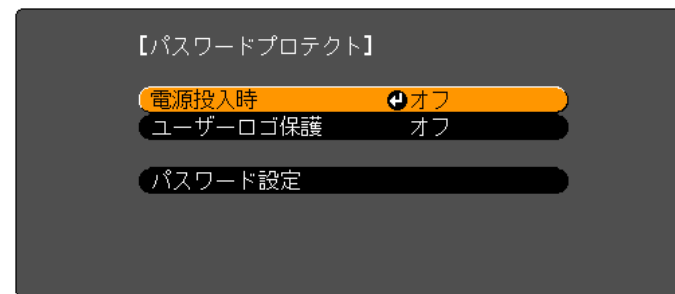 【パスワードプロテクト】
電源投入時 オフ
ユーザーロゴ保護 オフ
パスワード設定